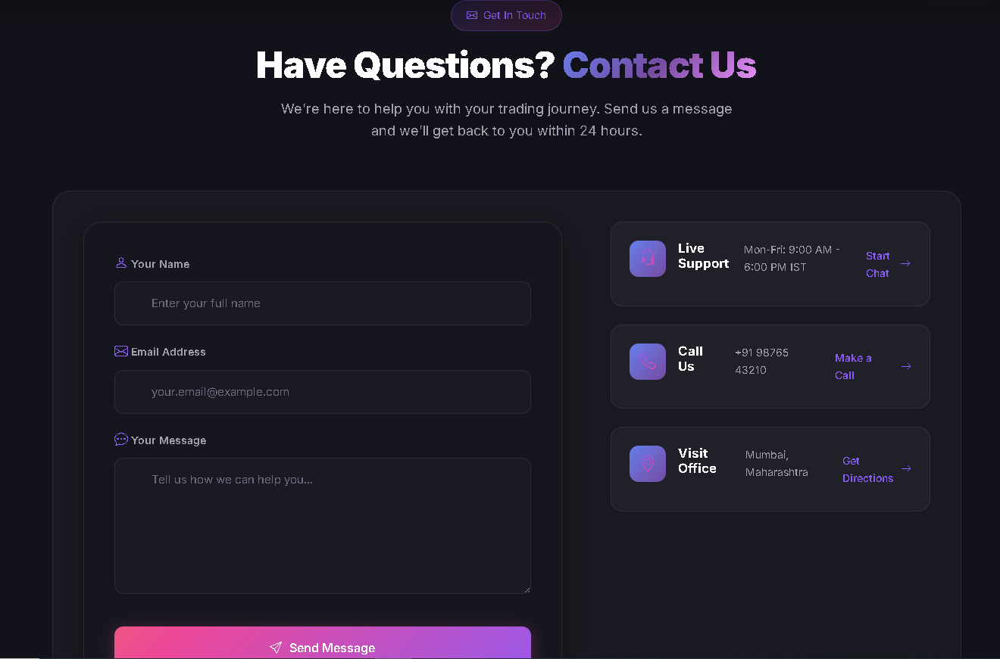 Get In Touch
Have Questions? Contact Us
We're here to help you with your trading journey. Send us a message
and we'll get back to you within 24 hours.
Your Name
Enter your full name
Email Address
your.email@example.com
Your Message
Tell us how we can help you...
Send Message
Live
Support
Mon-Fri: 9:00 AM -
6:00 PM IST
Start
Chat
Call
Us
+91 98765
43210
Make a
Call
Visit
Office
Mumbai,
Maharashtra
Get
Directions